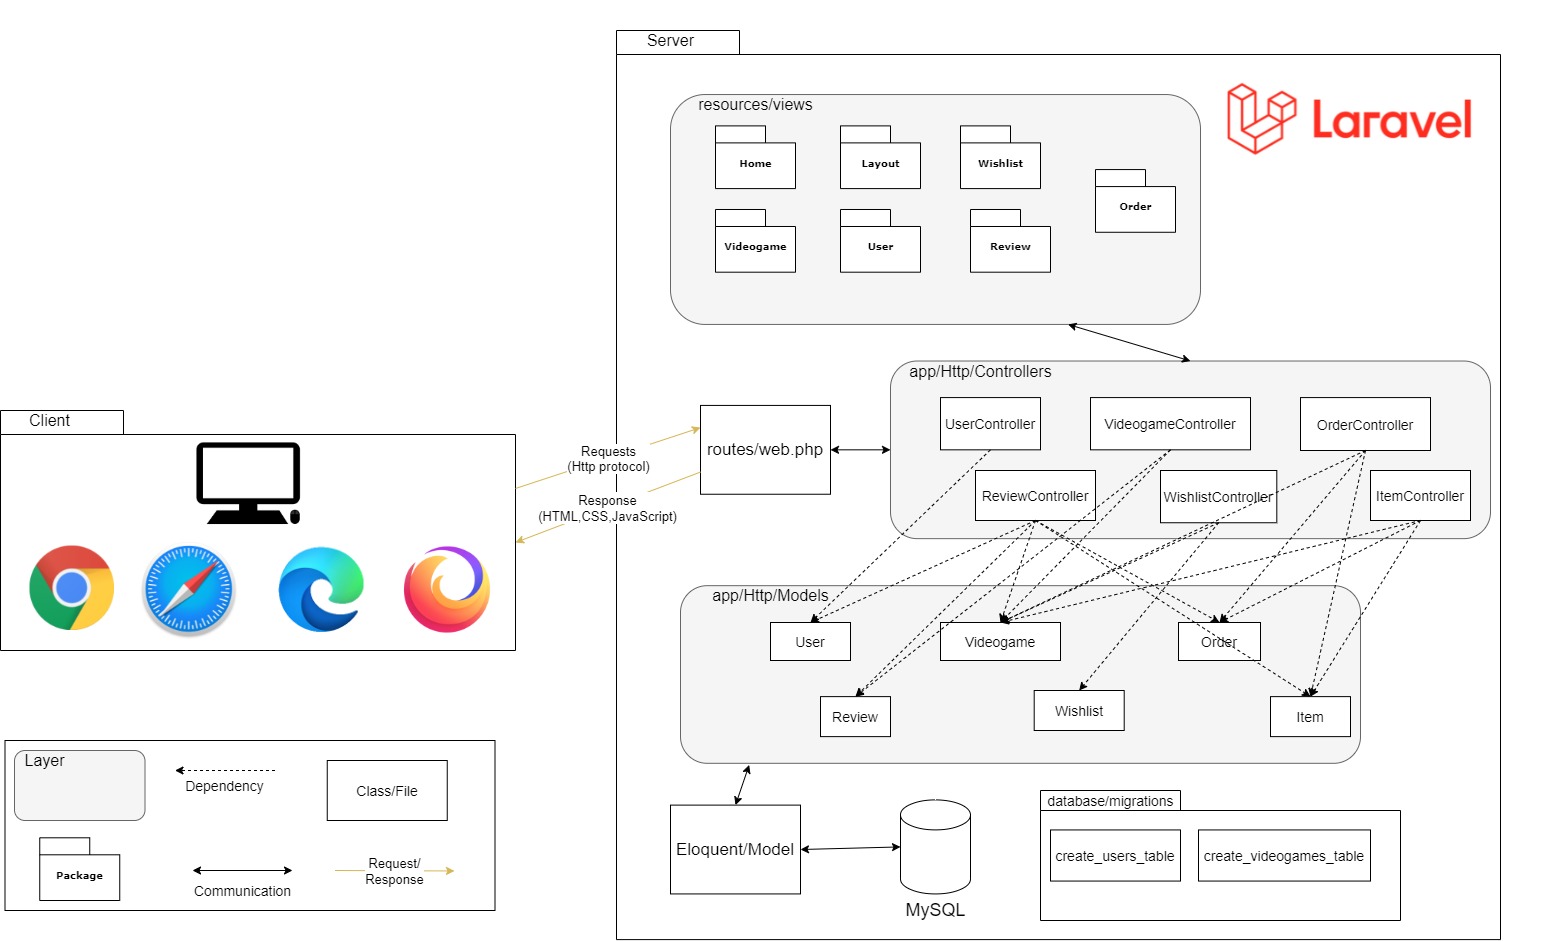 Server
resources/views
Laravel
Home
Layout
Wishlist
Order
Videogame
User
Review
Client
Requests
(Http protocol)
Response
(HTML,CSS,JavaScript)
routes/web.php
app/Http/Controllers
UserController
VideogameController
OrderController
ReviewController
WishlistController
ItemController
app/Http/Models
User
Videogame
Order
Review
Wishlist
Item
Layer
Dependency
Class/File
Package
Communication
Request/
Response
Eloquent/Model
MySQL
database/migrations
create_users_table
create_videogames_table